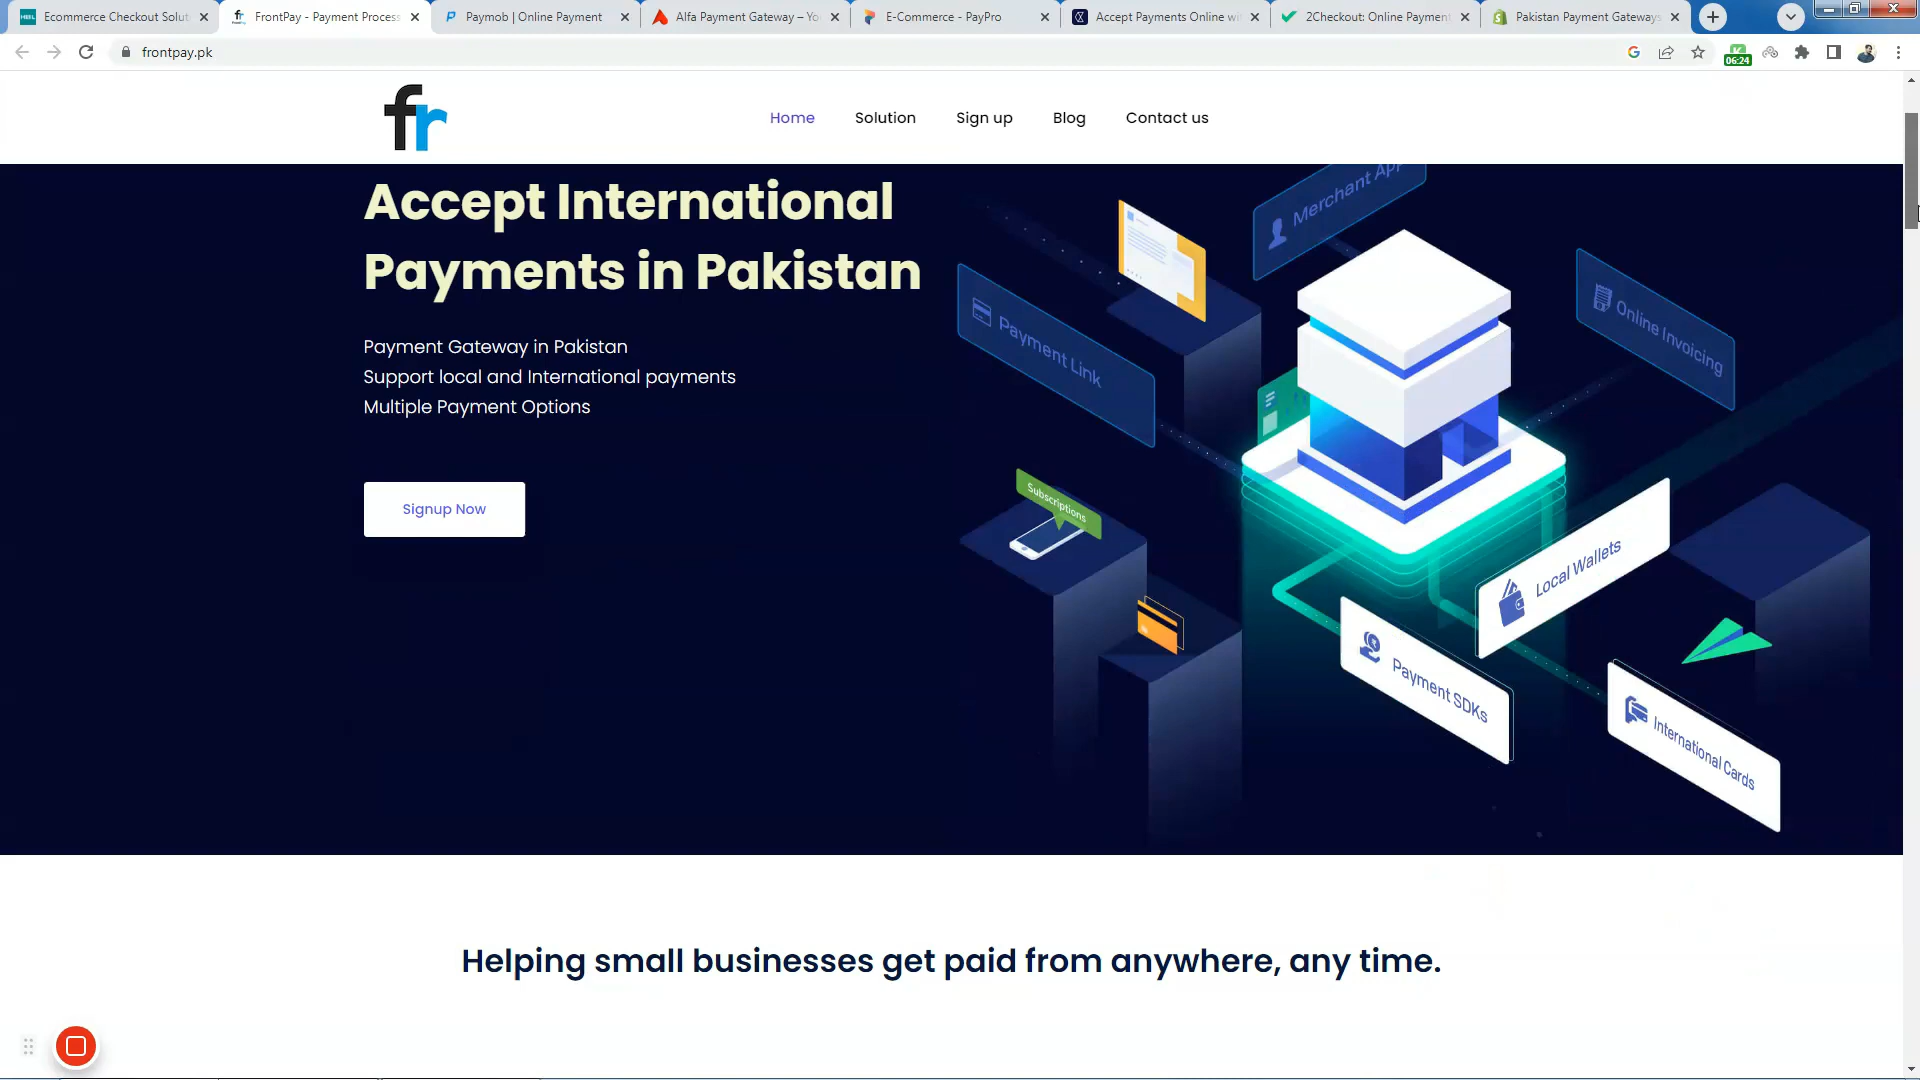 Ecommerce Checkout Solut
FrontPay - Payment Process
Paymob | Online Payment
Alfa Payment Gateway – Yo
E-Commerce - PayPro
Accept Payments Online wi
2Checkout: Online Payment
Pakistan Payment Gateways
frontpay.pk
06:24
fr
Home
Solution
Sign up
Blog
Contact us
Accept International
Payments in Pakistan
Payment Gateway in Pakistan
Support local and International payments
Multiple Payment Options
Signup Now
Merchant App
Payment Link
Online Invoicing
Subscriptions
Local Wallets
Payment SDKs
International Cards
Helping small businesses get paid from anywhere, any time.